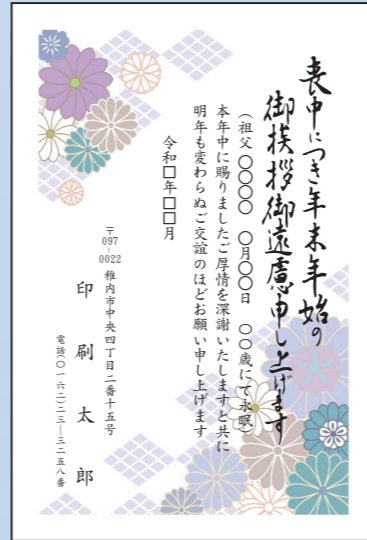 喪中につき年末年始の
御挨拶御遠慮申し上げます
(祖父 〇〇〇〇 〇月〇〇日 〇〇歳にて永眠)
本年中に賜りましたご厚情を深謝いたしますと共に
明年も変わらぬご交誼のほどお願い申し上げます
令和□年□□月
〒097-0022 稚内市中央四丁目二番十五号
印刷太郎
電話(〇一六二)二三―三二五八番